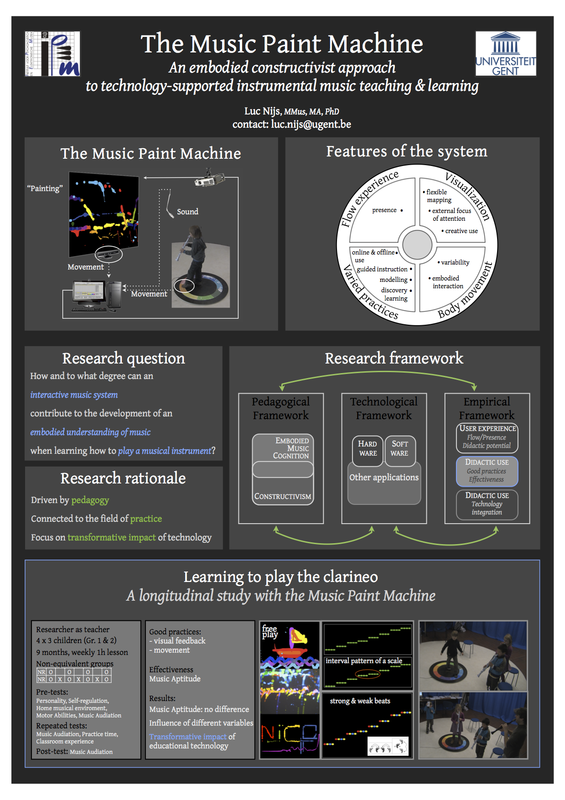 The Music Paint Machine
An embodied constructivist approach
to technology-supported instrumental music teaching & learning
UNIVERSITEIT
GENT
Luc Nijs, MMus, MA, PhD
contact: luc.nijs@ugent.be
The Music Paint Machine
"Painting"
Sound
Movement
Movement
Features of the system
Flow experience
presence •
Visualization
• flexible
mapping
• external focus
of attention
• creative use
online & offline •
use
guided instruction •
modelling •
discovery •
learning
Varied practices
• variability
• embodied
interaction
Body movement
Research question
How and to what degree can an
interactive music system
contribute to the development of an
embodied understanding of music
when learning how to play a musical instrument?
Research rationale
Driven by pedagogy
Connected to the field of practice
Focus on transformative impact of technology
Research framework
Pedagogical
Framework
EMBODIED
MUSIC
COGNITION
CONSTRUCTIVISM
Technological
Framework
HARD
WARE
SOFT
WARE
Other applications
Empirical
Framework
USER EXPERIENCE
Flow/Presence
Didactic potential
DIDACTIC USE
Good practices
Effectiveness
DIDACTIC USE
Technology
integration
Learning to play the clarineo
A longitudinal study with the Music Paint Machine
Researcher as teacher
4 x 3 children (Gr. 1 & 2)
9 months, weekly 1h lesson
Non-equivalent groups
NR O O O O
NR O X O X O X O
Pre-tests:
Personality, Self-regulation,
Home musical enviroment,
Motor Abilities, Music Audiation
Repeated tests:
Music Audiation, Practice time,
Classroom experience
Post-test: Music Audiation
Good practices:
- visual feedback
- movement
Effectiveness
Music Aptitude
Results:
Music Aptitude: no difference
Influence of different variables
Transformative impact of
educational technology
free
play
interval pattern of a scale
strong & weak beats